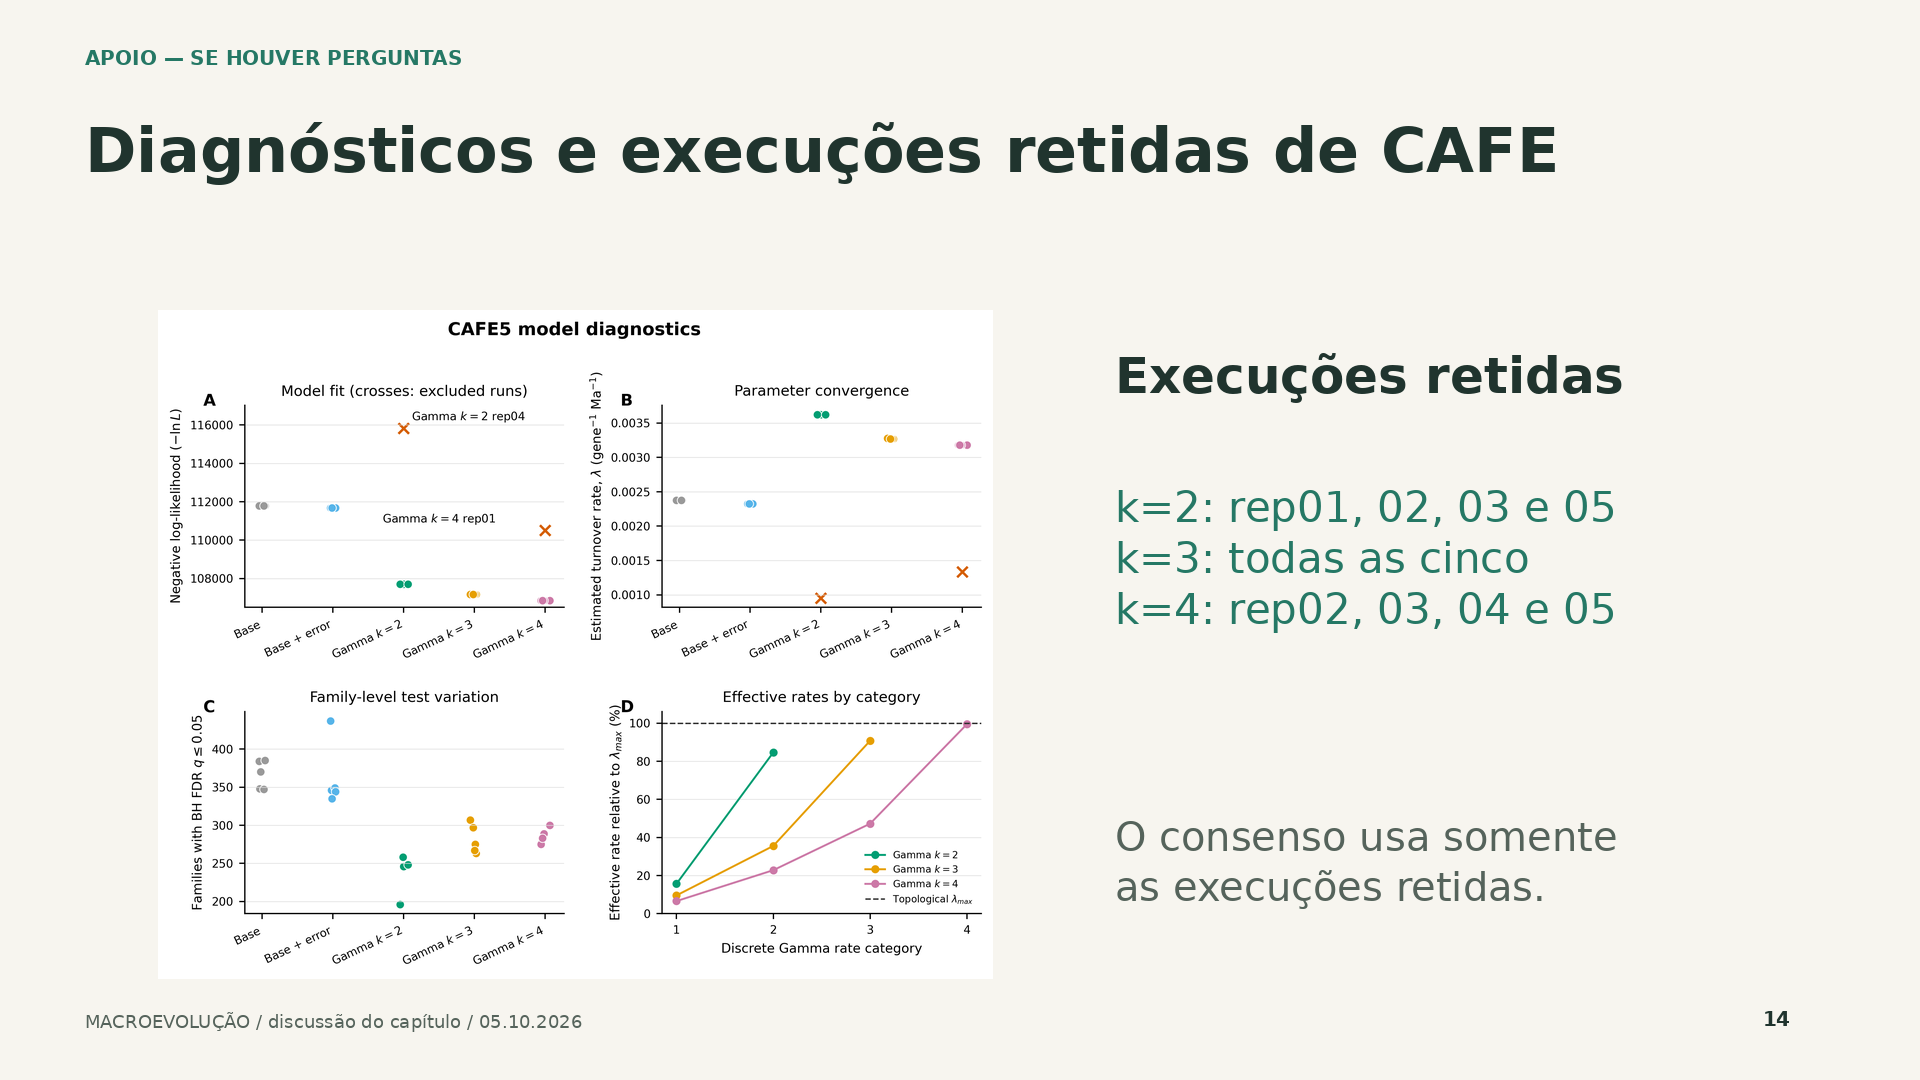 APOIO — SE HOUVER PERGUNTAS
Diagnósticos e execuções retidas de CAFE
CAFE5 model diagnostics
A
Model fit (crosses: excluded runs)
Negative log-likelihood (−ln L)
116000
114000
112000
110000
108000
Gamma k = 2 rep04
Gamma k = 4 rep01
Base
Base + error
Gamma k = 2
Gamma k = 3
Gamma k = 4
B
Parameter convergence
Estimated turnover rate, λ (gene⁻¹ Ma⁻¹)
0.0035
0.0030
0.0025
0.0020
0.0015
0.0010
Base
Base + error
Gamma k = 2
Gamma k = 3
Gamma k = 4
C
Family-level test variation
Families with BH FDR q ≤ 0.05
400
350
300
250
200
Base
Base + error
Gamma k = 2
Gamma k = 3
Gamma k = 4
D
Effective rates by category
Effective rate relative to λmax (%)
100
80
60
40
20
0
Gamma k = 2
Gamma k = 3
Gamma k = 4
Topological λmax
1
2
3
4
Discrete Gamma rate category
Execuções retidas
k=2: rep01, 02, 03 e 05
k=3: todas as cinco
k=4: rep02, 03, 04 e 05
O consenso usa somente
as execuções retidas.
MACROEVOLUÇÃO / discussão do capítulo / 05.10.2026
14